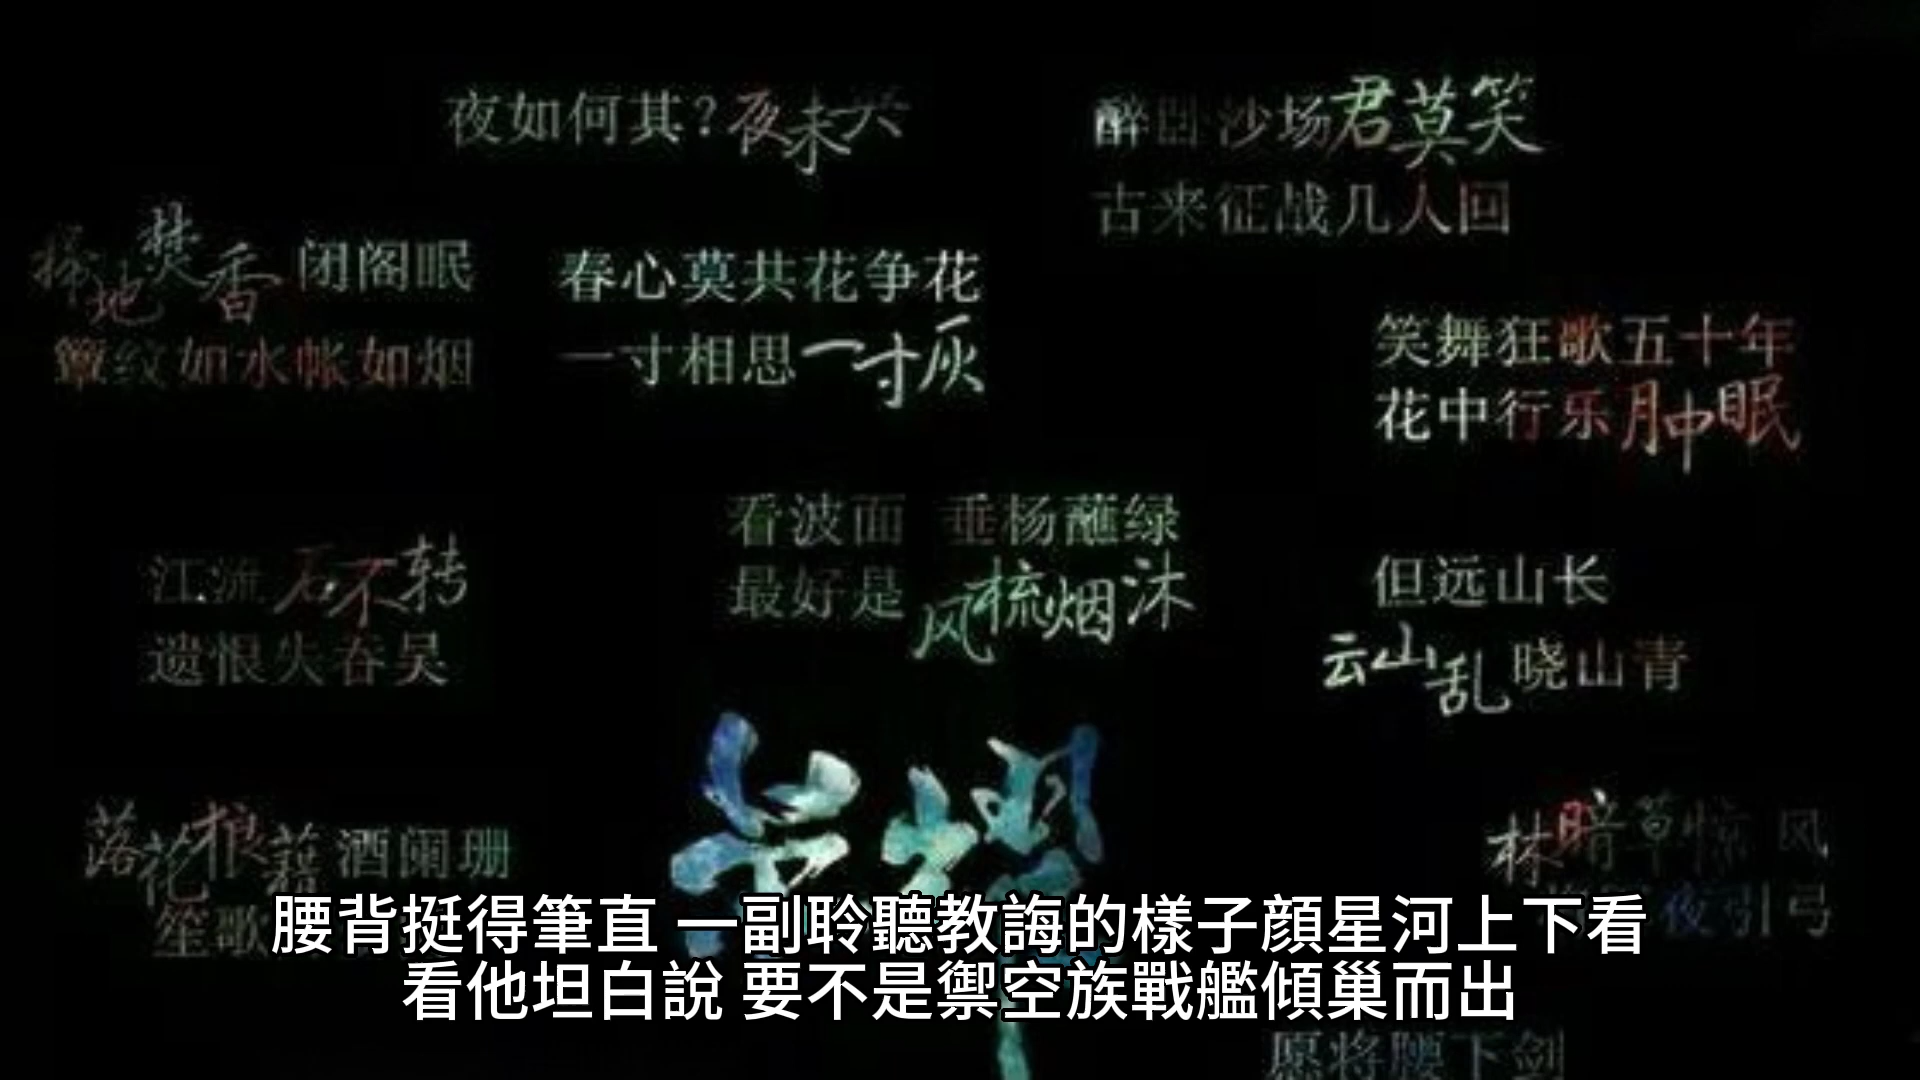 夜如何其?夜未央
醉卧沙场君莫笑
古来征战几人回
掃地焚香闭阁眠
簟纹如水帐如烟
春心莫共花争花
一寸相思一寸灰
笑舞狂歌五十年
花中行乐月中眠
看波面 垂杨蘸绿
最好是风梳烟沐
江流石不转
遗恨失吞吴
但远山长
云山乱晓山青
落花狼藉酒阑珊
笙歌
林暗草惊风
夜引弓
愿将腰下剑
腰背挺得筆直 一副聆聽教誨的樣子顏星河上下看
看他坦白說 要不是禦空族戰艦傾巢而出